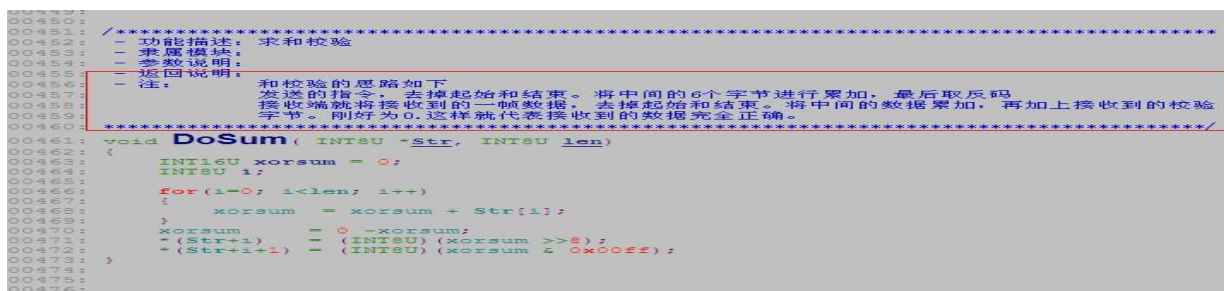 00449:
00450:
00451: /***************************************************************************************
00452: - 功能描述: 求和校验
00453: - 隶属模块:
00454: - 参数说明:
00455: - 返回说明:
00456: - 注: 和校验的思路如下
00457: 发送的指令, 去掉起始和结束。将中间的6个字节进行累加, 最后取反码
00458: 接收端就将接收到的一帧数据, 去掉起始和结束。将中间的数据累加, 再加上接收到的校验
00459: 字节。刚好为0.这样就代表接收到的数据完全正确。
00460: ***************************************************************************************/
00461: void DoSum( INT8U *Str, INT8U len)
00462: {
00463: INT16U xorsum = 0;
00464: INT8U i;
00465:
00466: for(i=0; i<len; i++)
00467: {
00468: xorsum = xorsum + Str[i];
00469: }
00470: xorsum = 0 -xorsum;
00471: *(Str+i) = (INT8U)(xorsum >>8);
00472: *(Str+i+1) = (INT8U)(xorsum & 0x00ff);
00473: }
00474:
00475:
00476: